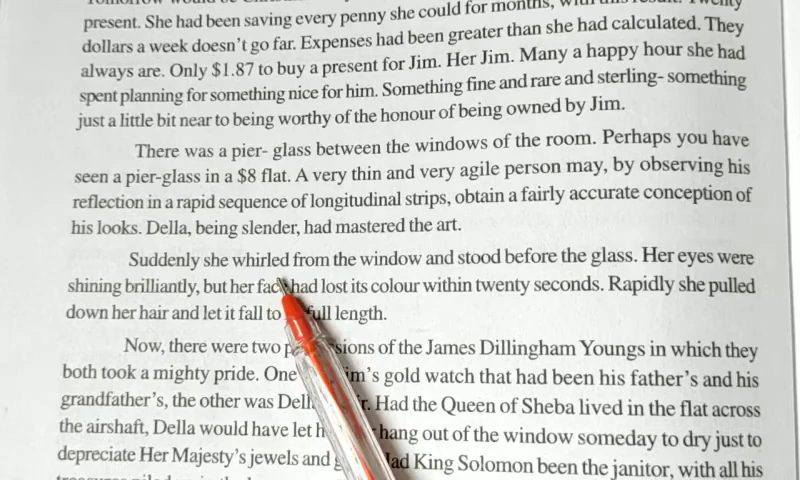 present. She had been saving every penny she could for months, with this result. Twenty
dollars a week doesn't go far. Expenses had been greater than she had calculated. They
always are. Only $1.87 to buy a present for Jim. Her Jim. Many a happy hour she had
spent planning for something nice for him. Something fine and rare and sterling- something
just a little bit near to being worthy of the honour of being owned by Jim.
There was a pier- glass between the windows of the room. Perhaps you have
seen a pier-glass in a $8 flat. A very thin and very agile person may, by observing his
reflection in a rapid sequence of longitudinal strips, obtain a fairly accurate conception of
his looks. Della, being slender, had mastered the art.
Suddenly she whirled from the window and stood before the glass. Her eyes were
shining brilliantly, but her had lost its colour within twenty seconds. Rapidly she pulled
down her hair and let it fall to full length.
Now, there were two of the James Dillingham Youngs in which they
both took a mighty pride. One gold watch that had been his father's and his
grandfather's, the other was Had the Queen of Sheba lived in the flat across
the airshaft, Della would have let hang out of the window someday to dry just to
depreciate Her Majesty's jewels and King Solomon been the janitor, with all his